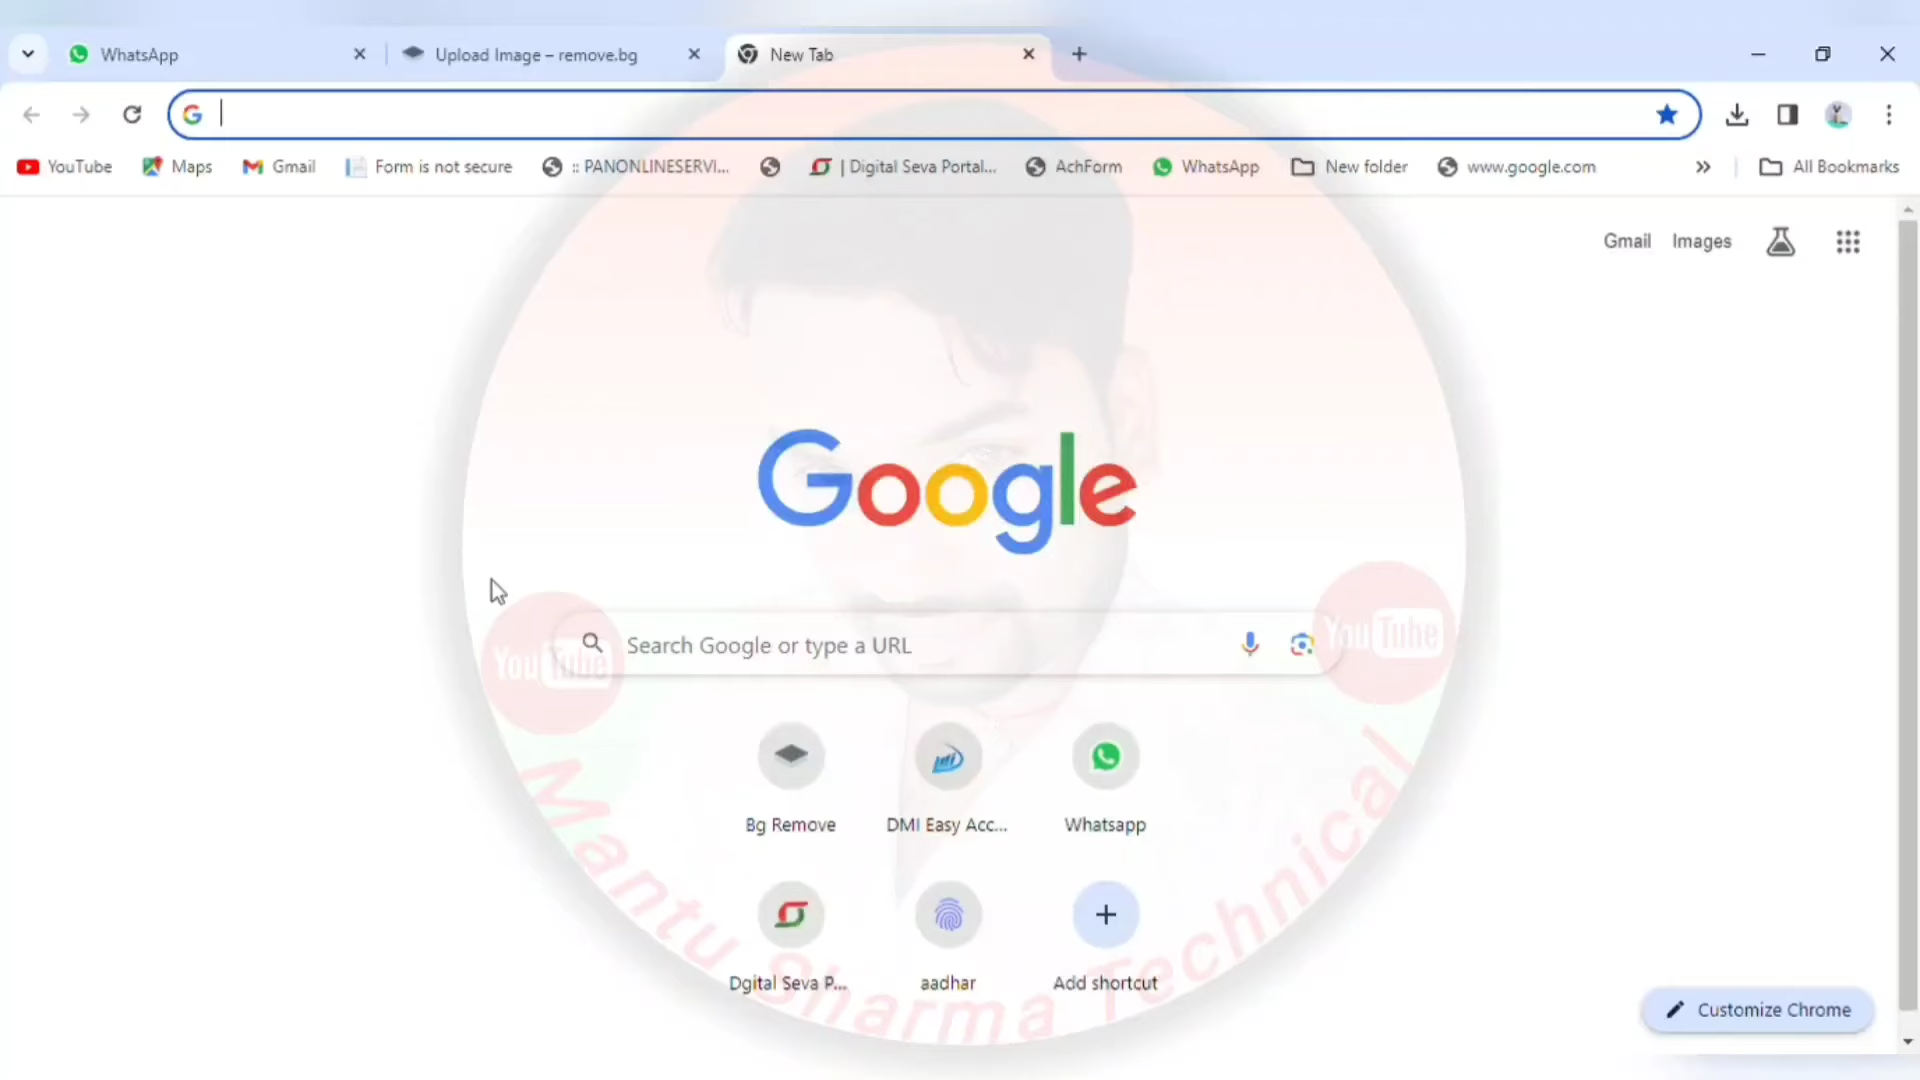 WhatsApp
Upload Image – remove.bg
New Tab
YouTube
Maps
Gmail
Form is not secure
:: PANONLINESERVI...
| Digital Seva Portal...
AchForm
WhatsApp
New folder
www.google.com
All Bookmarks
Gmail
Images
Google
Search Google or type a URL
YouTube
YouTube
Bg Remove
DMI Easy Acc...
Whatsapp
Dgital Seva P...
aadhar
Add shortcut
Mantu Sharma Technical
Customize Chrome